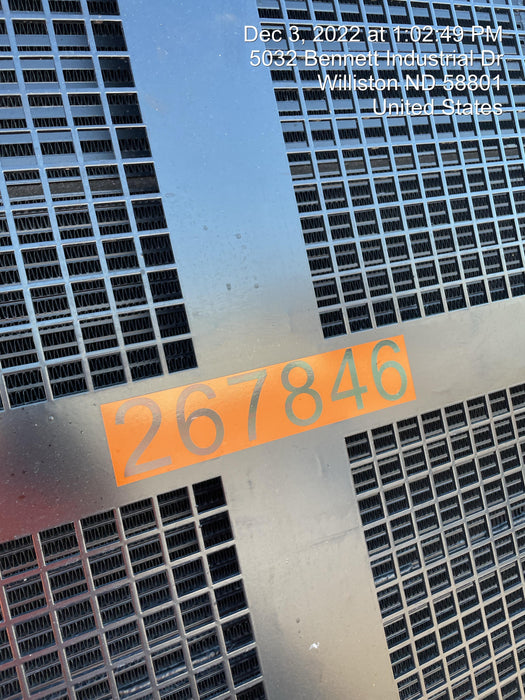 Dec 3, 2022 at 1:02:49 PM
5032 Bennett Industrial Dr
Williston ND 58801
United States
267846